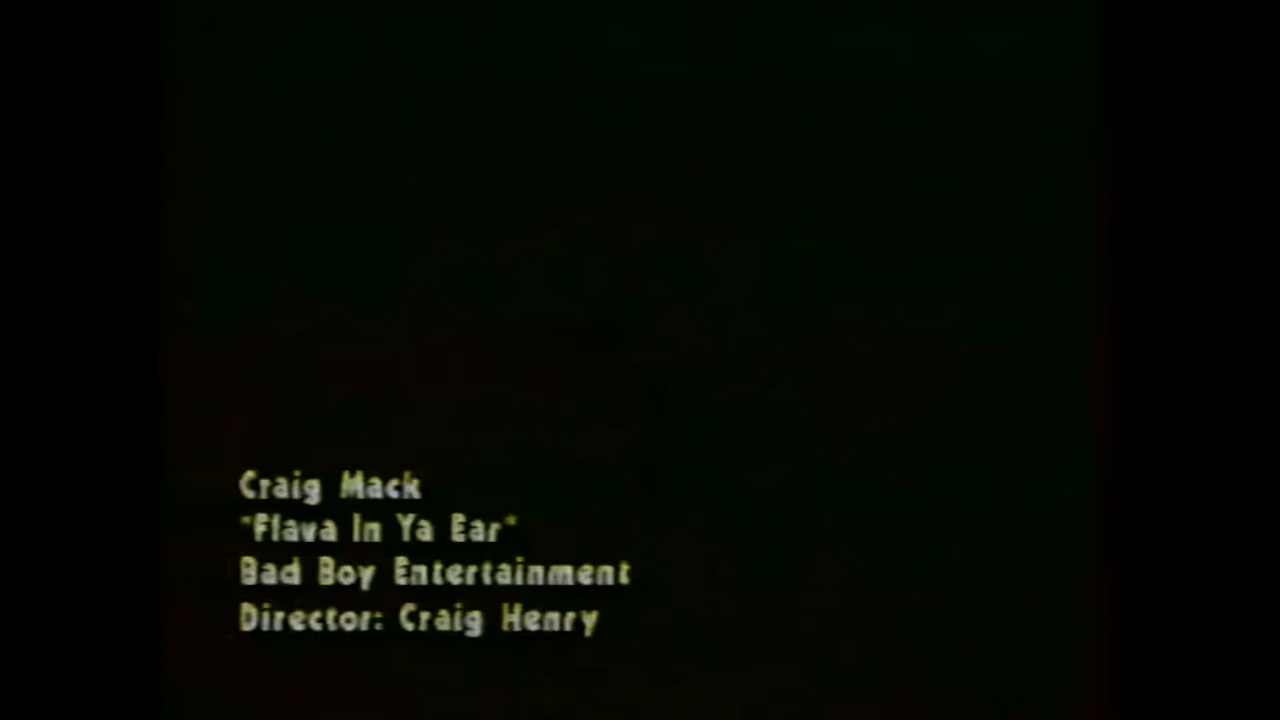 Craig Mack
"Flava In Ya Ear"
Bad Boy Entertainment
Director: Craig Henry